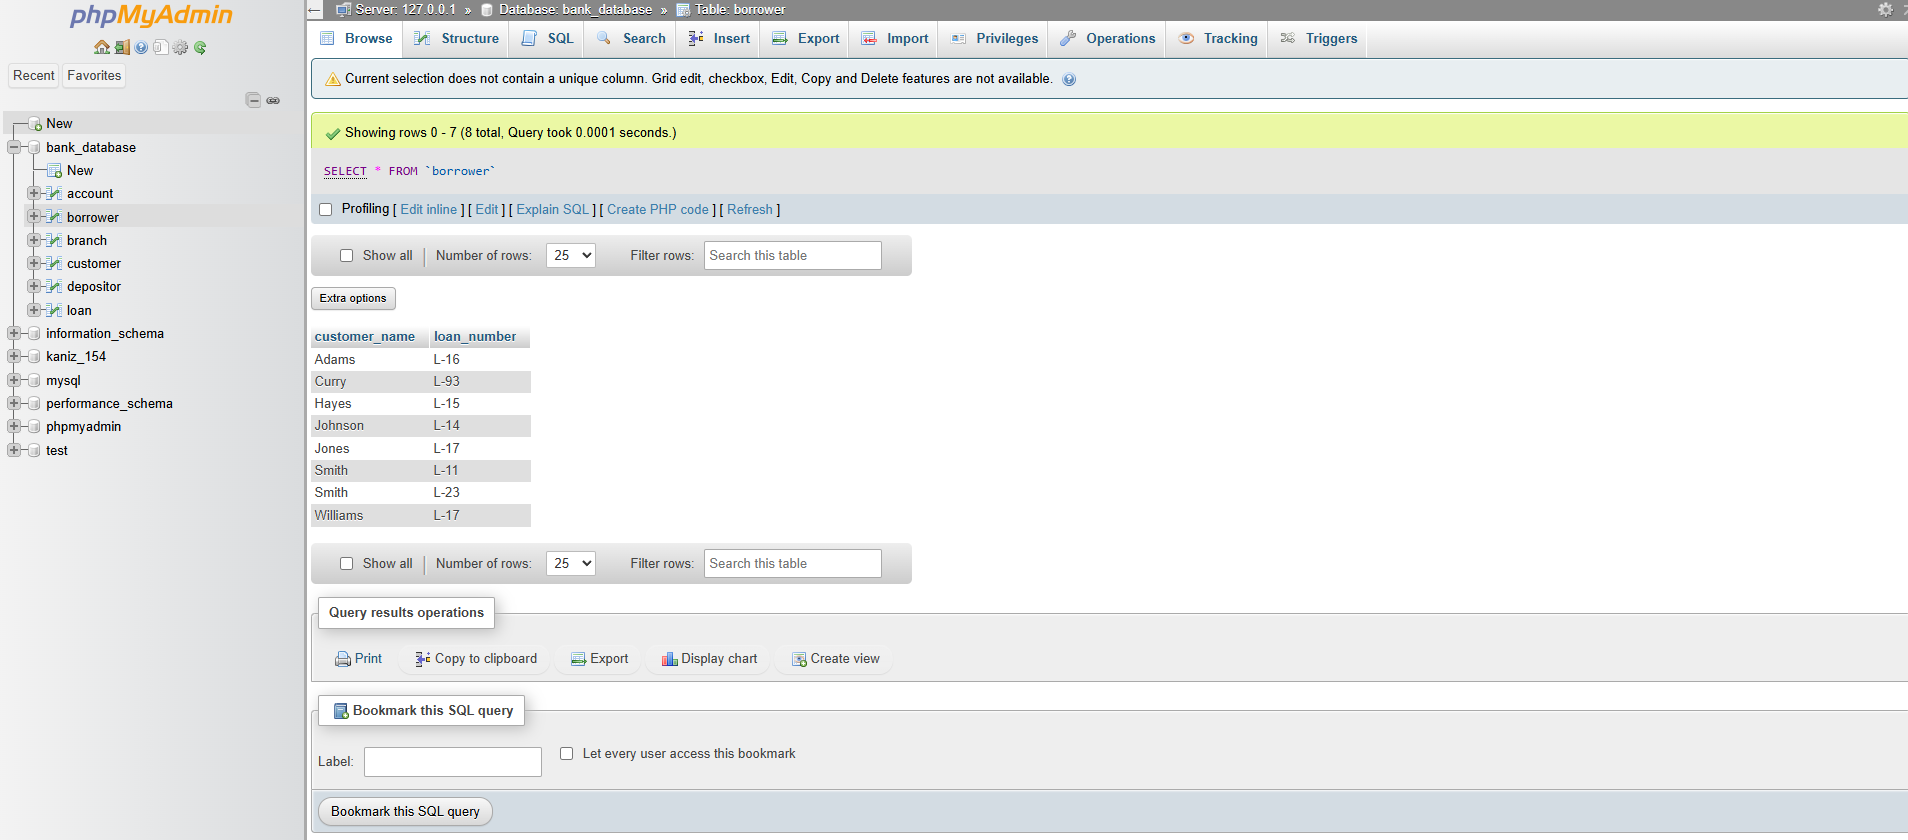 phpMyAdmin
Recent Favorites
New
bank_database
New
account
borrower
branch
customer
depositor
loan
information_schema
kaniz_154
mysql
performance_schema
phpmyadmin
test
Server: 127.0.0.1 » Database: bank_database » Table: borrower
Browse Structure SQL Search Insert Export Import Privileges Operations Tracking Triggers
Current selection does not contain a unique column. Grid edit, checkbox, Edit, Copy and Delete features are not available.
Showing rows 0 - 7 (8 total, Query took 0.0001 seconds.)
SELECT * FROM `borrower`
Profiling [ Edit inline ] [ Edit ] [ Explain SQL ] [ Create PHP code ] [ Refresh ]
Show all Number of rows: 25 Filter rows: Search this table
Extra options
customer_name loan_number
Adams L-16
Curry L-93
Hayes L-15
Johnson L-14
Jones L-17
Smith L-11
Smith L-23
Williams L-17
Show all Number of rows: 25 Filter rows: Search this table
Query results operations
Print Copy to clipboard Export Display chart Create view
Bookmark this SQL query
Label: Let every user access this bookmark
Bookmark this SQL query